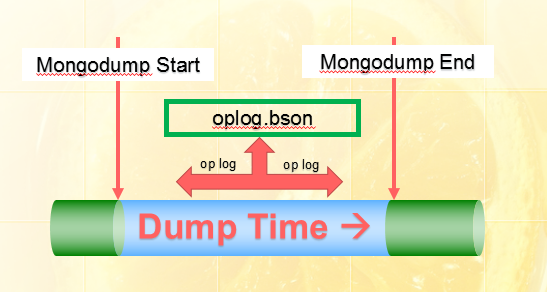 Mongodump Start
Mongodump End
oplog.bson
op log
op log
Dump Time →